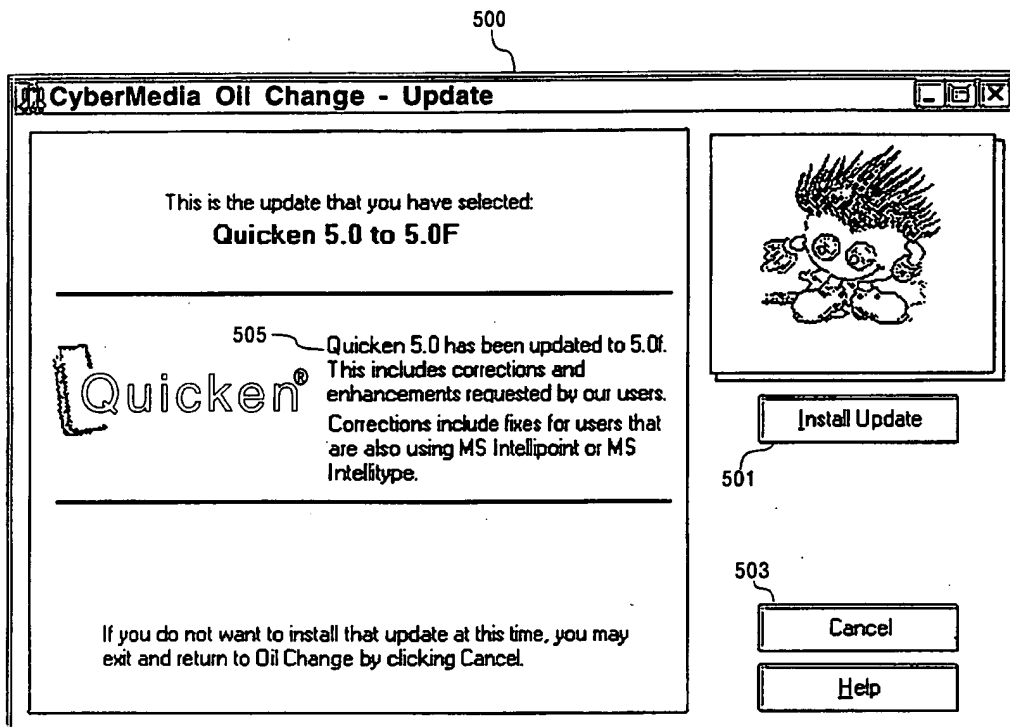 500
CyberMedia Oil Change - Update
This is the update that you have selected:
Quicken 5.0 to 5.0F
505
Quicken®
Quicken 5.0 has been updated to 5.0f.
This includes corrections and
enhancements requested by our users.
Corrections include fixes for users that
are also using MS Intellipoint or MS
Intellitype.
Install Update
501
503
If you do not want to install that update at this time, you may
exit and return to Oil Change by clicking Cancel.
Cancel
Help